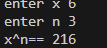 enter x 6
enter n 3
x^n== 216